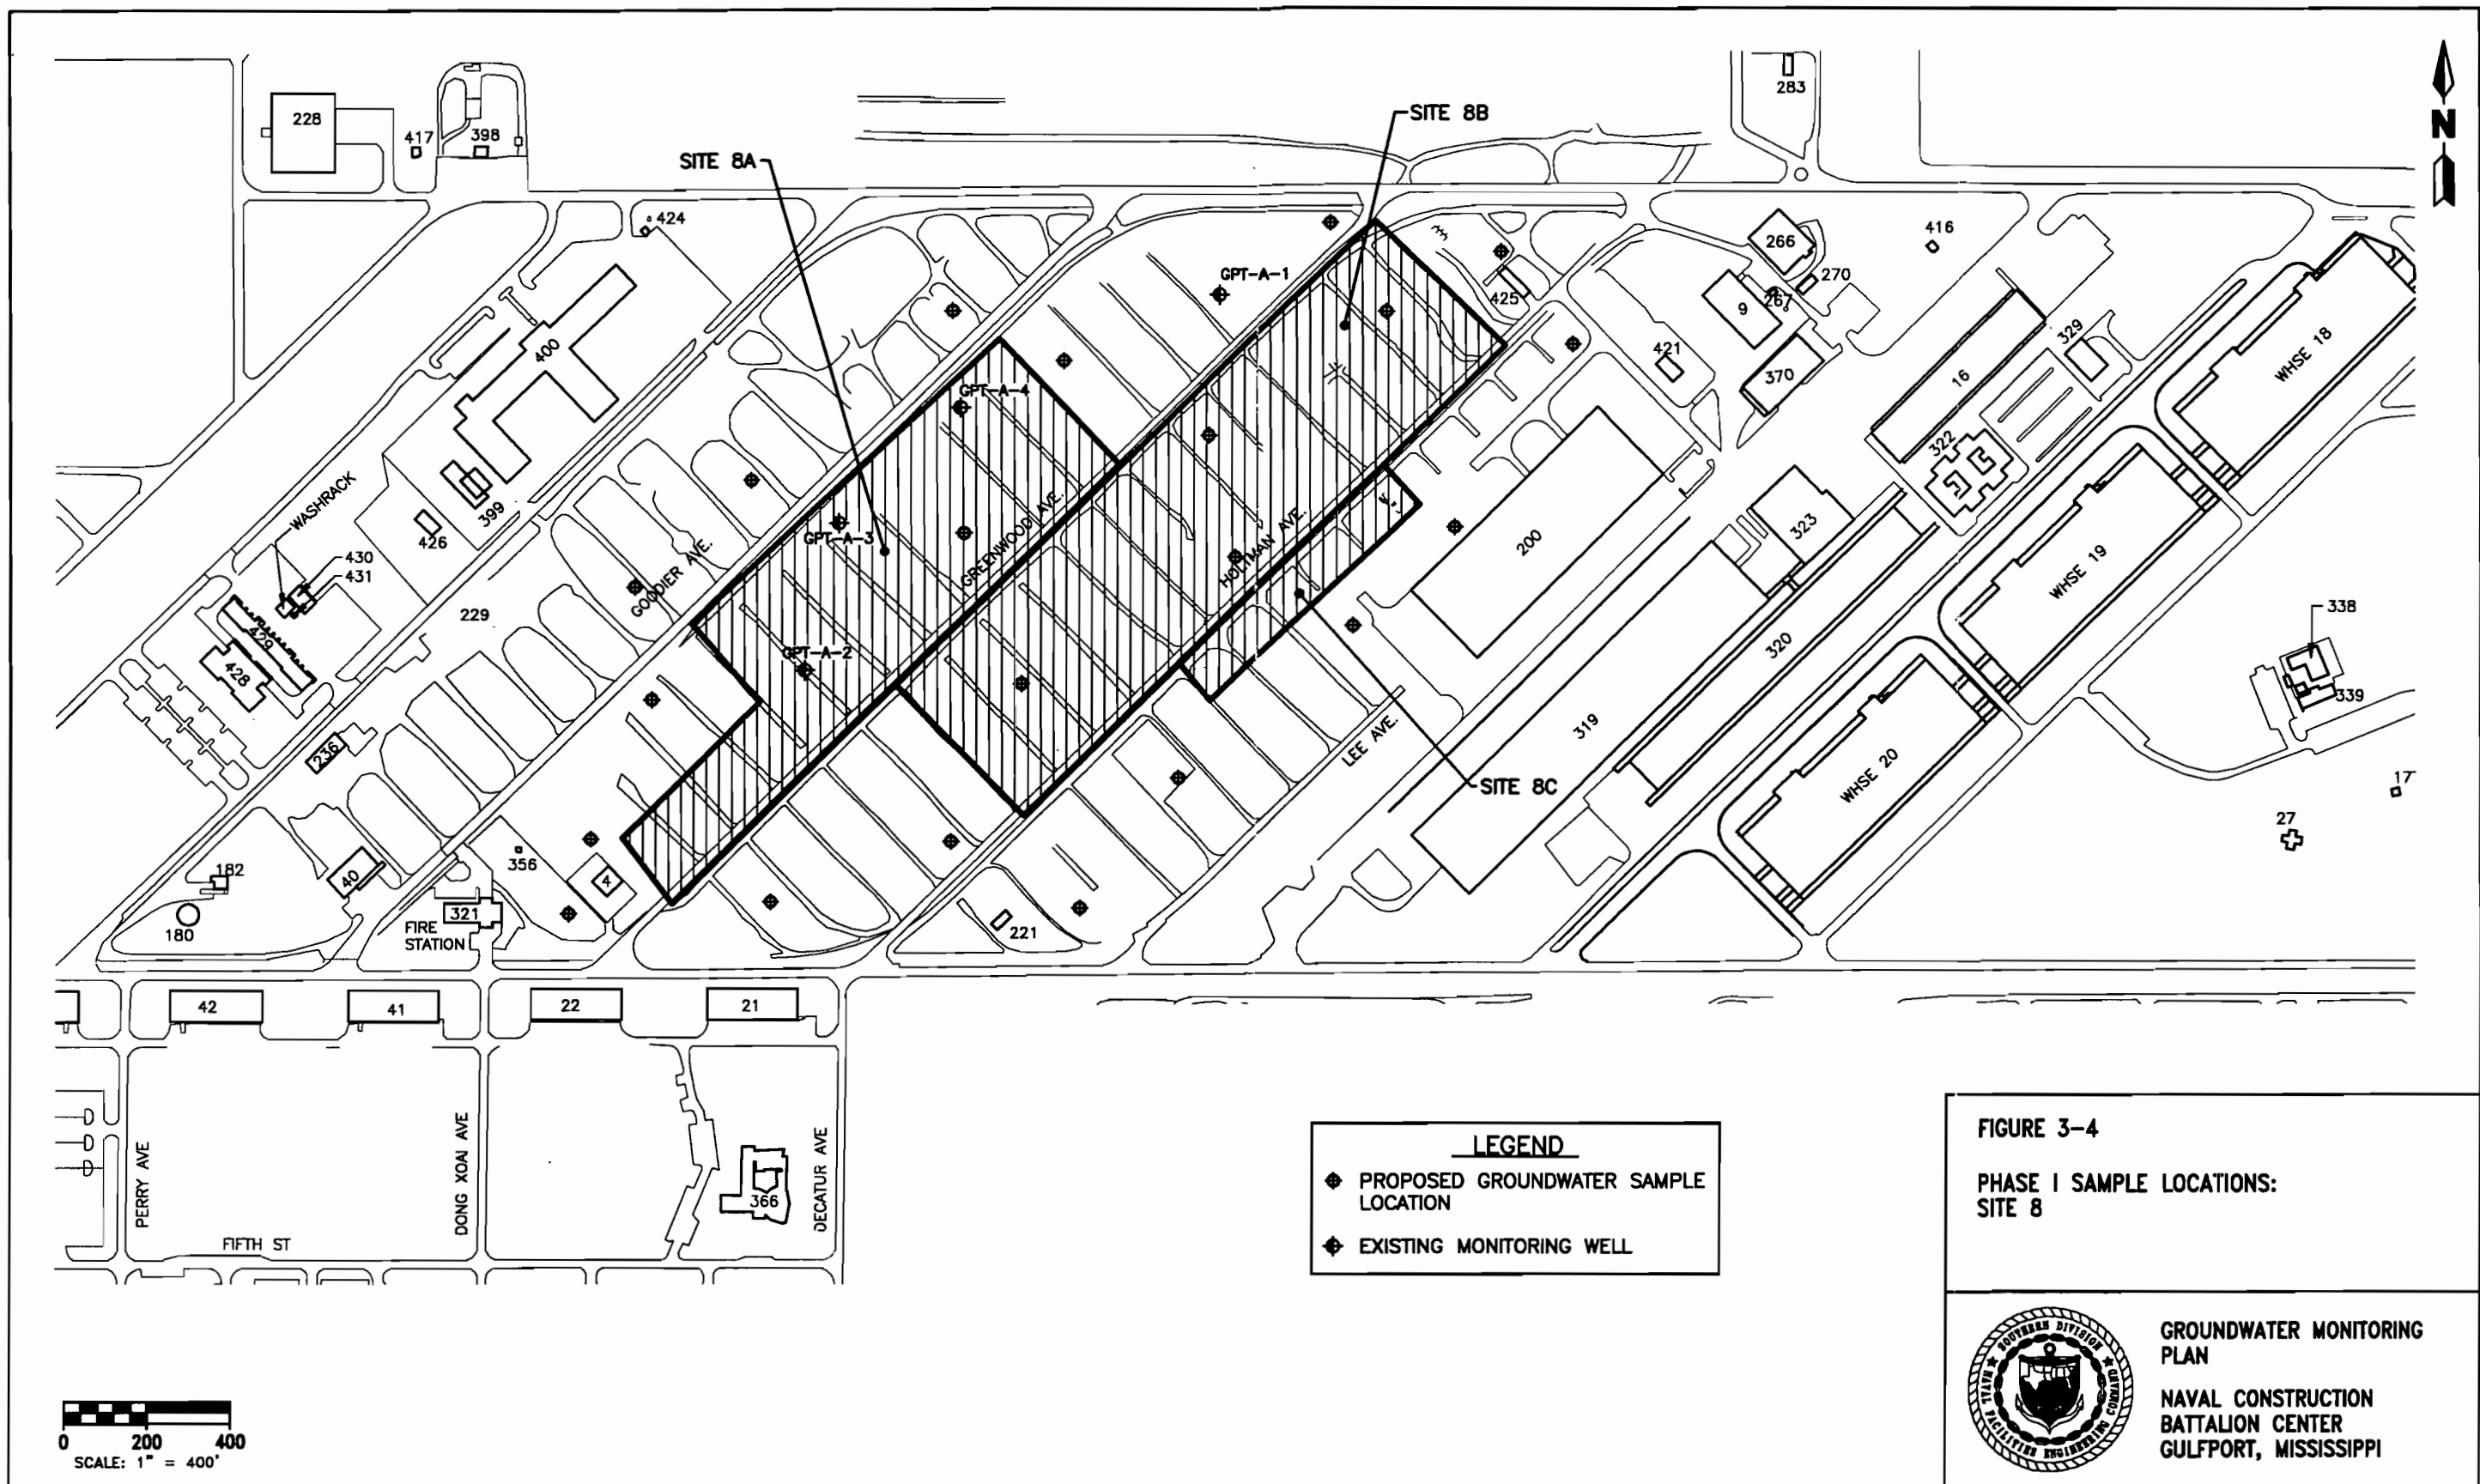 228
417
398
SITE 8A
SITE 8B
283
N
424
GPT-A-1
266
416
270
267
9
425
400
421
370
16
329
WHSE 18
GPT-A-4
322
WASHRACK
399
426
GPT-A-3
GREENWOOD AVE.
HOLTMAN AVE.
200
323
WHSE 19
430
431
GOODIER AVE.
229
429
428
GPT-A-2
320
338
339
319
LEE AVE.
236
SITE 8C
WHSE 20
17
27
356
182
40
4
180
321
FIRE
STATION
221
42
41
22
21
PERRY AVE
DONG XOAI AVE
DECATUR AVE
366
FIFTH ST
LEGEND
PROPOSED GROUNDWATER SAMPLE
LOCATION
EXISTING MONITORING WELL
FIGURE 3-4
PHASE I SAMPLE LOCATIONS:
SITE 8
SOUTHERN DIVISION
NAVAL FACILITIES ENGINEERING COMMAND
GROUNDWATER MONITORING
PLAN
NAVAL CONSTRUCTION
BATTALION CENTER
GULFPORT, MISSISSIPPI
0 200 400
SCALE: 1" = 400'